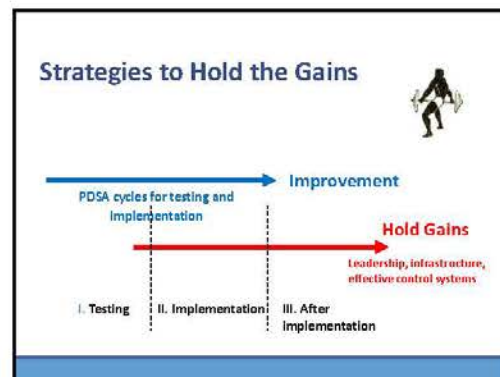 Strategies to Hold the Gains
Improvement
PDSA cycles for testing and
implementation
Hold Gains
Leadership, infrastructure,
effective control systems
I. Testing
II. Implementation
III. After
implementation